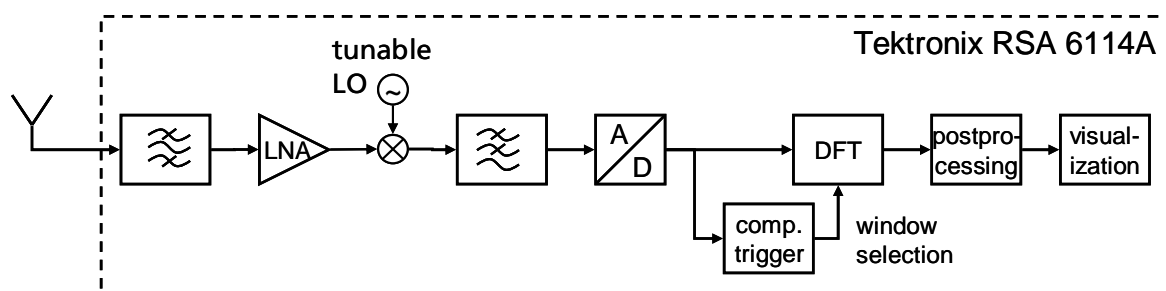 Tektronix RSA 6114A
tunable
LO
~
LNA
A
D
DFT
postpro-
cessing
visual-
ization
comp.
trigger
window
selection